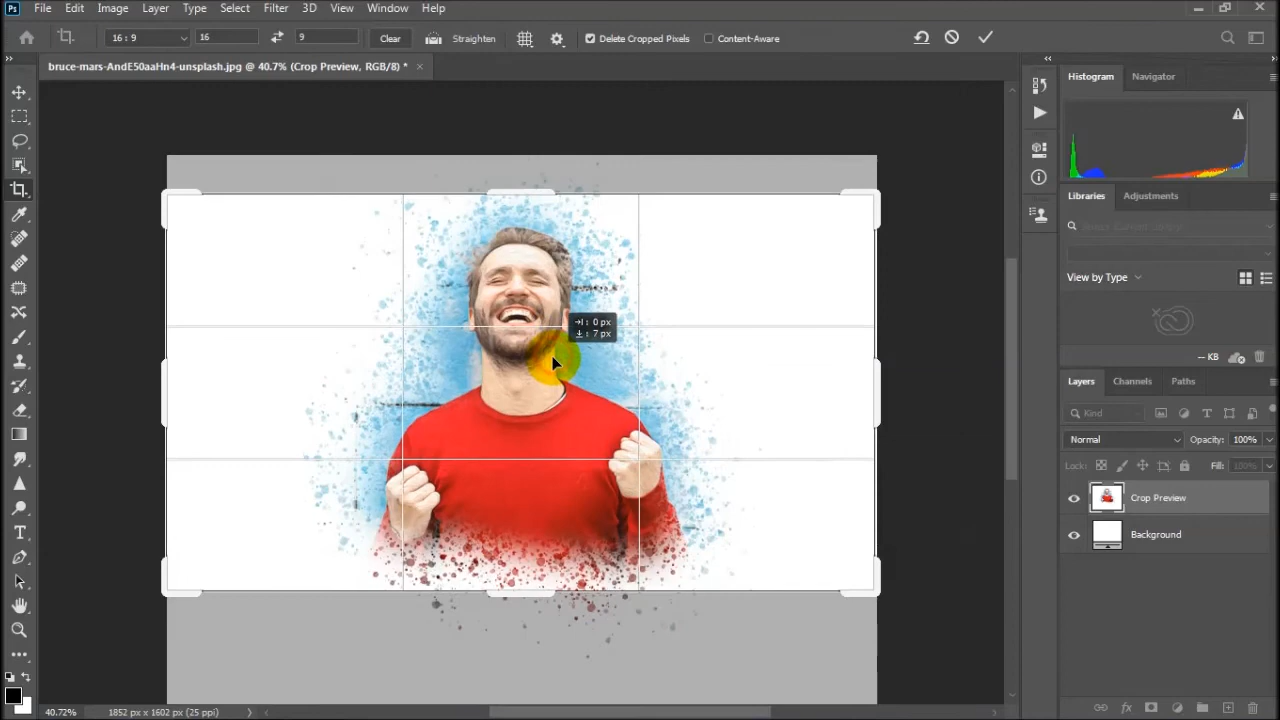 Ps File Edit Image Layer Type Select Filter 3D View Window Help
16 : 9 16 9 Clear Straighten Delete Cropped Pixels Content-Aware
bruce-mars-AndE50aaHn4-unsplash.jpg @ 40.7% (Crop Preview, RGB/8) * ×
Histogram Navigator
Libraries Adjustments
View by Type
-- KB
Layers Channels Paths
Kind
Normal Opacity: 100%
Lock: Fill: 100%
Crop Preview
Background
→|: 0 px
↓: 7 px
40.72% 1852 px x 1602 px (25 ppi)